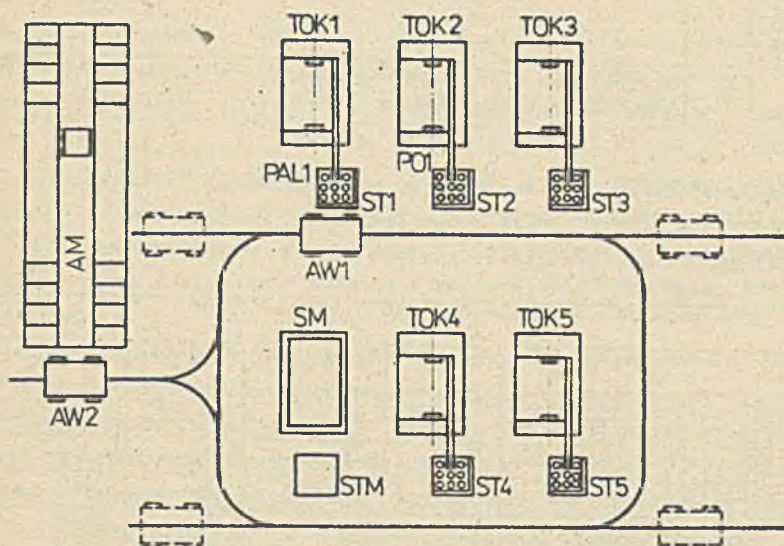 TOK1 TOK2 TOK3
PAL1 PO1
ST1 ST2 ST3
AM
AW1
SM TOK4 TOK5
AW2
STM ST4 ST5